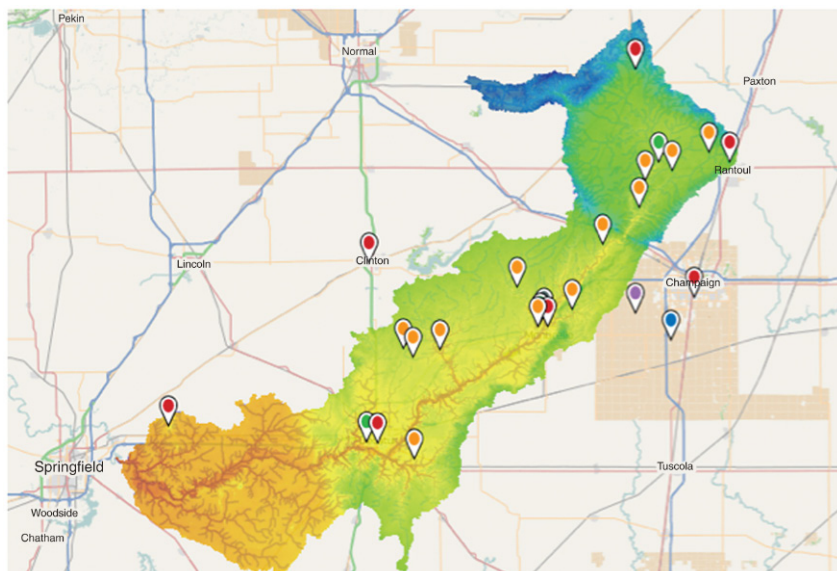 Pekin
Normal
Paxton
Rantoul
Lincoln
Clinton
Champaign
Springfield
Tuscola
Woodside
Chatham